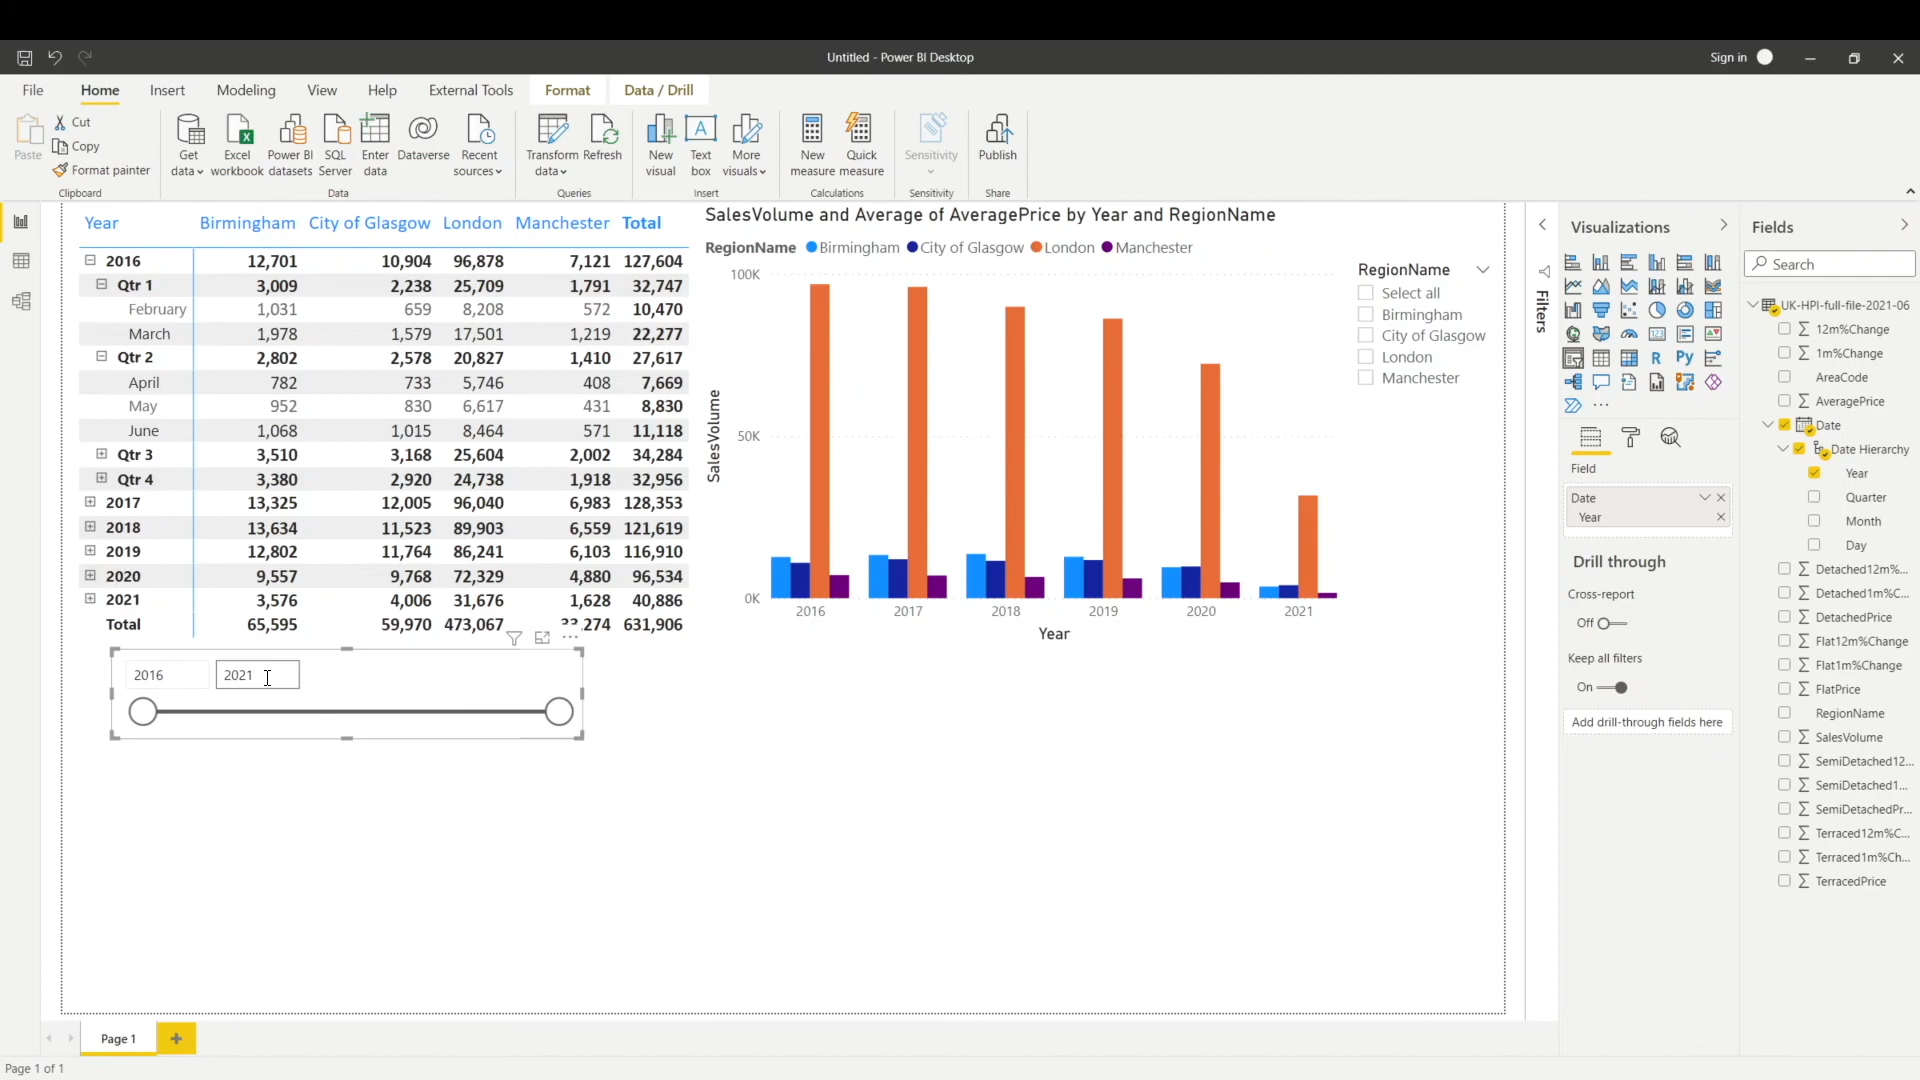 Untitled - Power BI Desktop
Sign in
File Home Insert Modeling View Help External Tools Format Data / Drill
Paste
Cut
Copy
Format painter
Get data
Excel workbook
Power BI datasets
SQL Server
Enter data
Dataverse
Recent sources
Transform data
Refresh
New visual
Text box
More visuals
New measure
Quick measure
Sensitivity
Publish
Clipboard Data Queries Insert Calculations Sensitivity Share
Year Birmingham City of Glasgow London Manchester Total
2016 12,701 10,904 96,878 7,121 127,604
Qtr 1 3,009 2,238 25,709 1,791 32,747
February 1,031 659 8,208 572 10,470
March 1,978 1,579 17,501 1,219 22,277
Qtr 2 2,802 2,578 20,827 1,410 27,617
April 782 733 5,746 408 7,669
May 952 830 6,617 431 8,830
June 1,068 1,015 8,464 571 11,118
Qtr 3 3,510 3,168 25,604 2,002 34,284
Qtr 4 3,380 2,920 24,738 1,918 32,956
2017 13,325 12,005 96,040 6,983 128,353
2018 13,634 11,523 89,903 6,559 121,619
2019 12,802 11,764 86,241 6,103 116,910
2020 9,557 9,768 72,329 4,880 96,534
2021 3,576 4,006 31,676 1,628 40,886
Total 65,595 59,970 473,067 274 631,906
2016 2021
SalesVolume and Average of AveragePrice by Year and RegionName
RegionName Birmingham City of Glasgow London Manchester
100K
50K
0K
SalesVolume
2016 2017 2018 2019 2020 2021
Year
RegionName
Select all
Birmingham
City of Glasgow
London
Manchester
Filters
Visualizations
R Py
123
Field
Date
Year
Drill through
Cross-report
Off
Keep all filters
On
Add drill-through fields here
Fields
Search
UK-HPI-full-file-2021-06
12m%Change
1m%Change
AreaCode
AveragePrice
Date
Date Hierarchy
Year
Quarter
Month
Day
Detached12m%...
Detached1m%C...
DetachedPrice
Flat12m%Change
Flat1m%Change
FlatPrice
RegionName
SalesVolume
SemiDetached12...
SemiDetached1...
SemiDetachedPr...
Terraced12m%C...
Terraced1m%Ch...
TerracedPrice
Page 1
Page 1 of 1